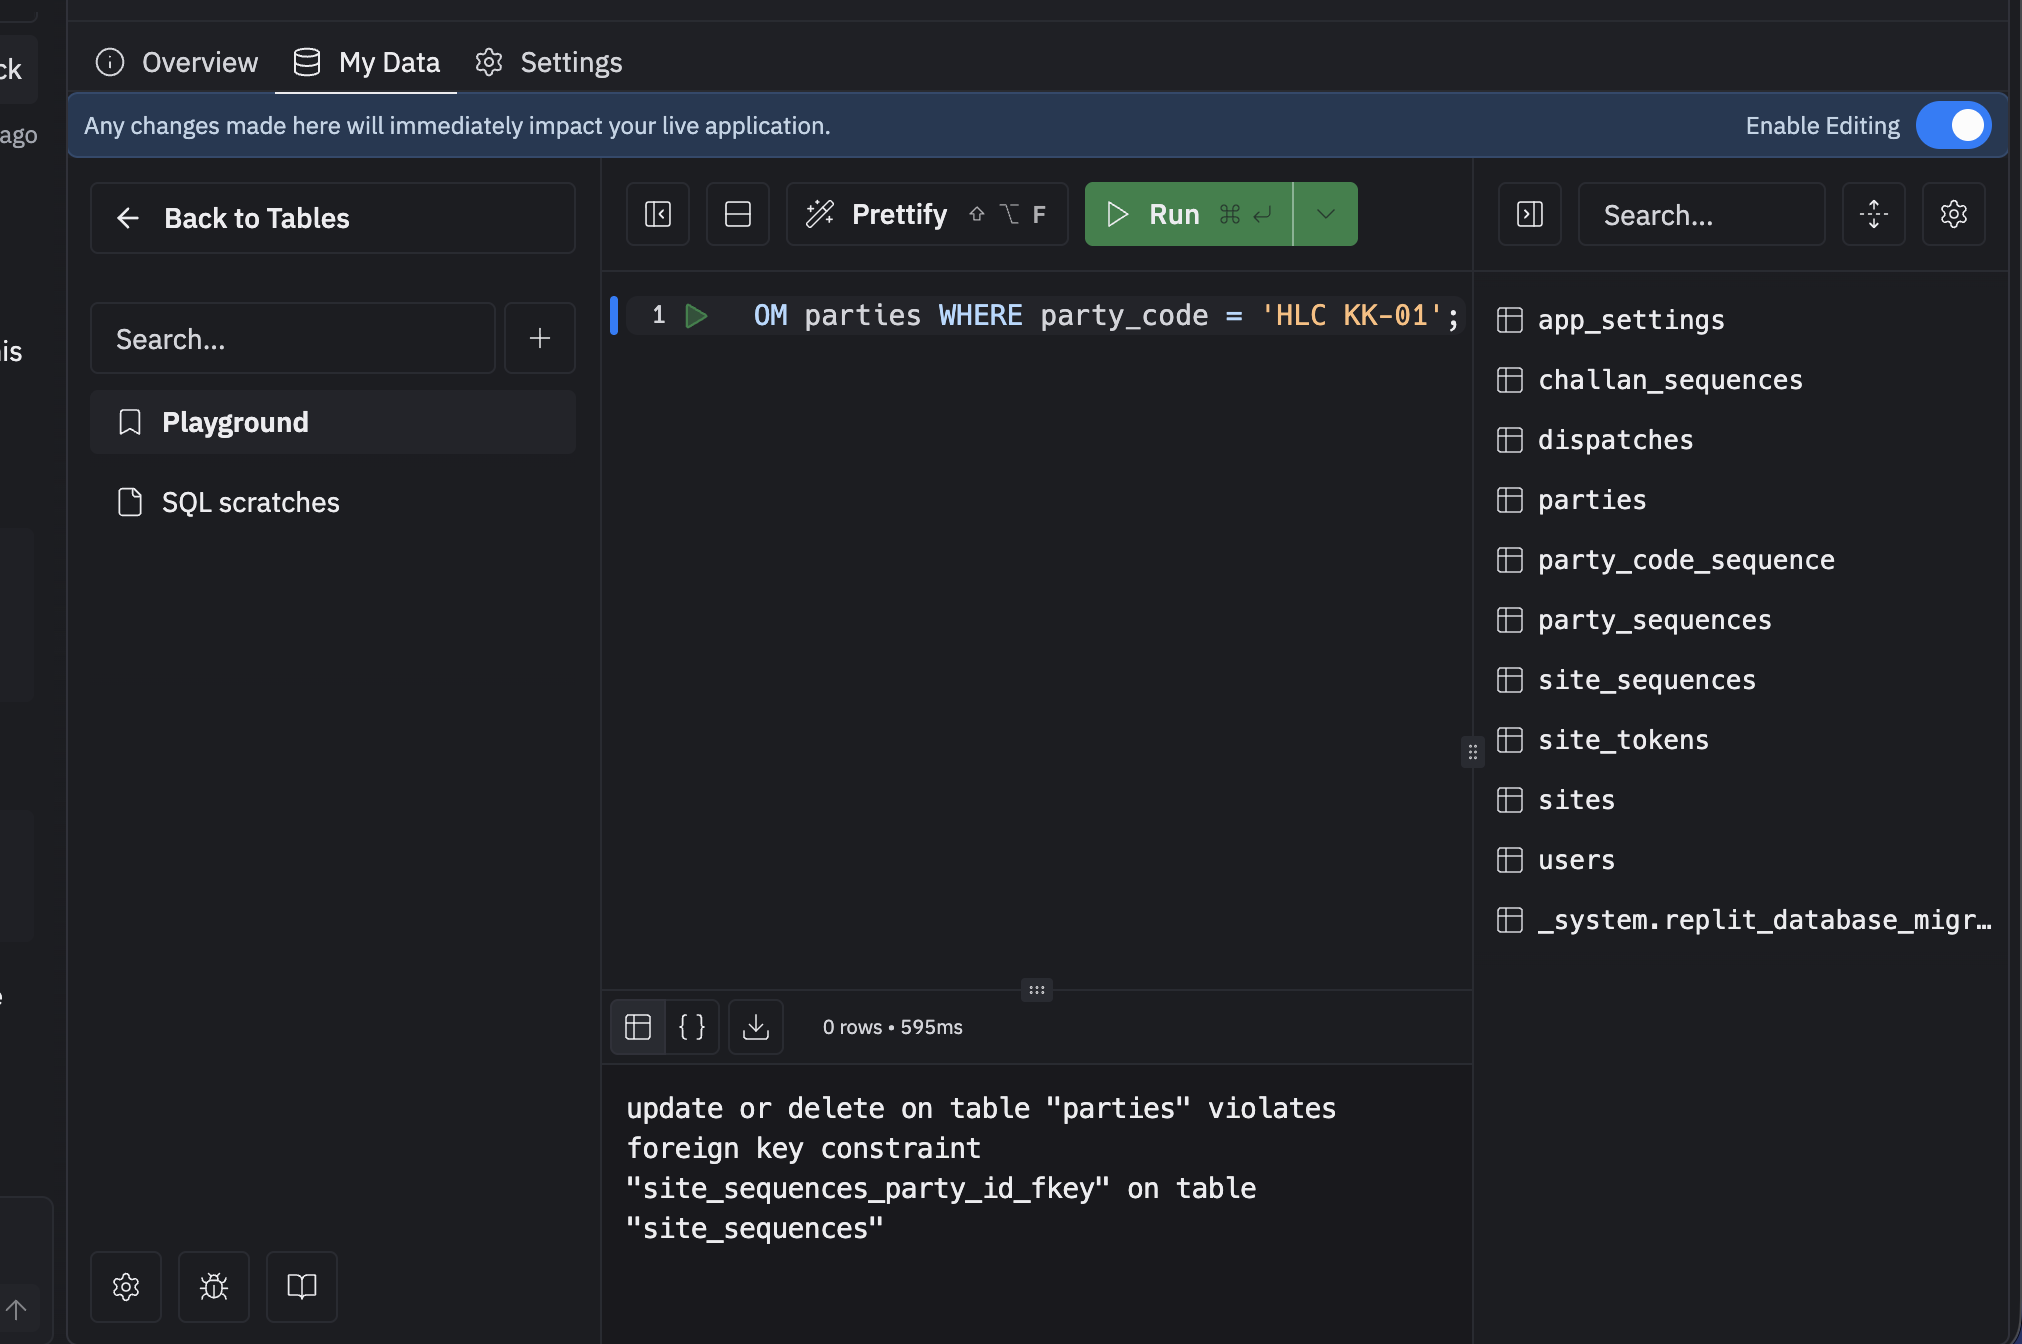 ck
ago
is
e
Overview
My Data
Settings
Any changes made here will immediately impact your live application.
Enable Editing
Back to Tables
Search...
Playground
SQL scratches
Prettify ⇧ ⌥ F
Run ⌘ ↵
1 OM parties WHERE party_code = 'HLC KK-01';
{}
0 rows • 595ms
update or delete on table "parties" violates
foreign key constraint
"site_sequences_party_id_fkey" on table
"site_sequences"
Search...
app_settings
challan_sequences
dispatches
parties
party_code_sequence
party_sequences
site_sequences
site_tokens
sites
users
_system.replit_database_migr…